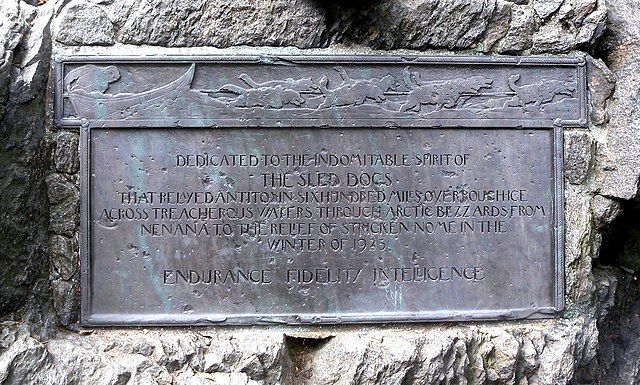 DEDICATED TO THE INDOMITABLE SPIRIT OF
THE SLED DOGS
THAT RELAYED ANTITOXIN SIX HUNDRED MILES OVER ROUGH ICE
ACROSS TREACHEROUS WATERS THROUGH ARCTIC BLIZZARDS FROM
NENANA TO THE RELIEF OF STRICKEN NOME IN THE
WINTER OF 1925
ENDURANCE FIDELITY INTELLIGENCE